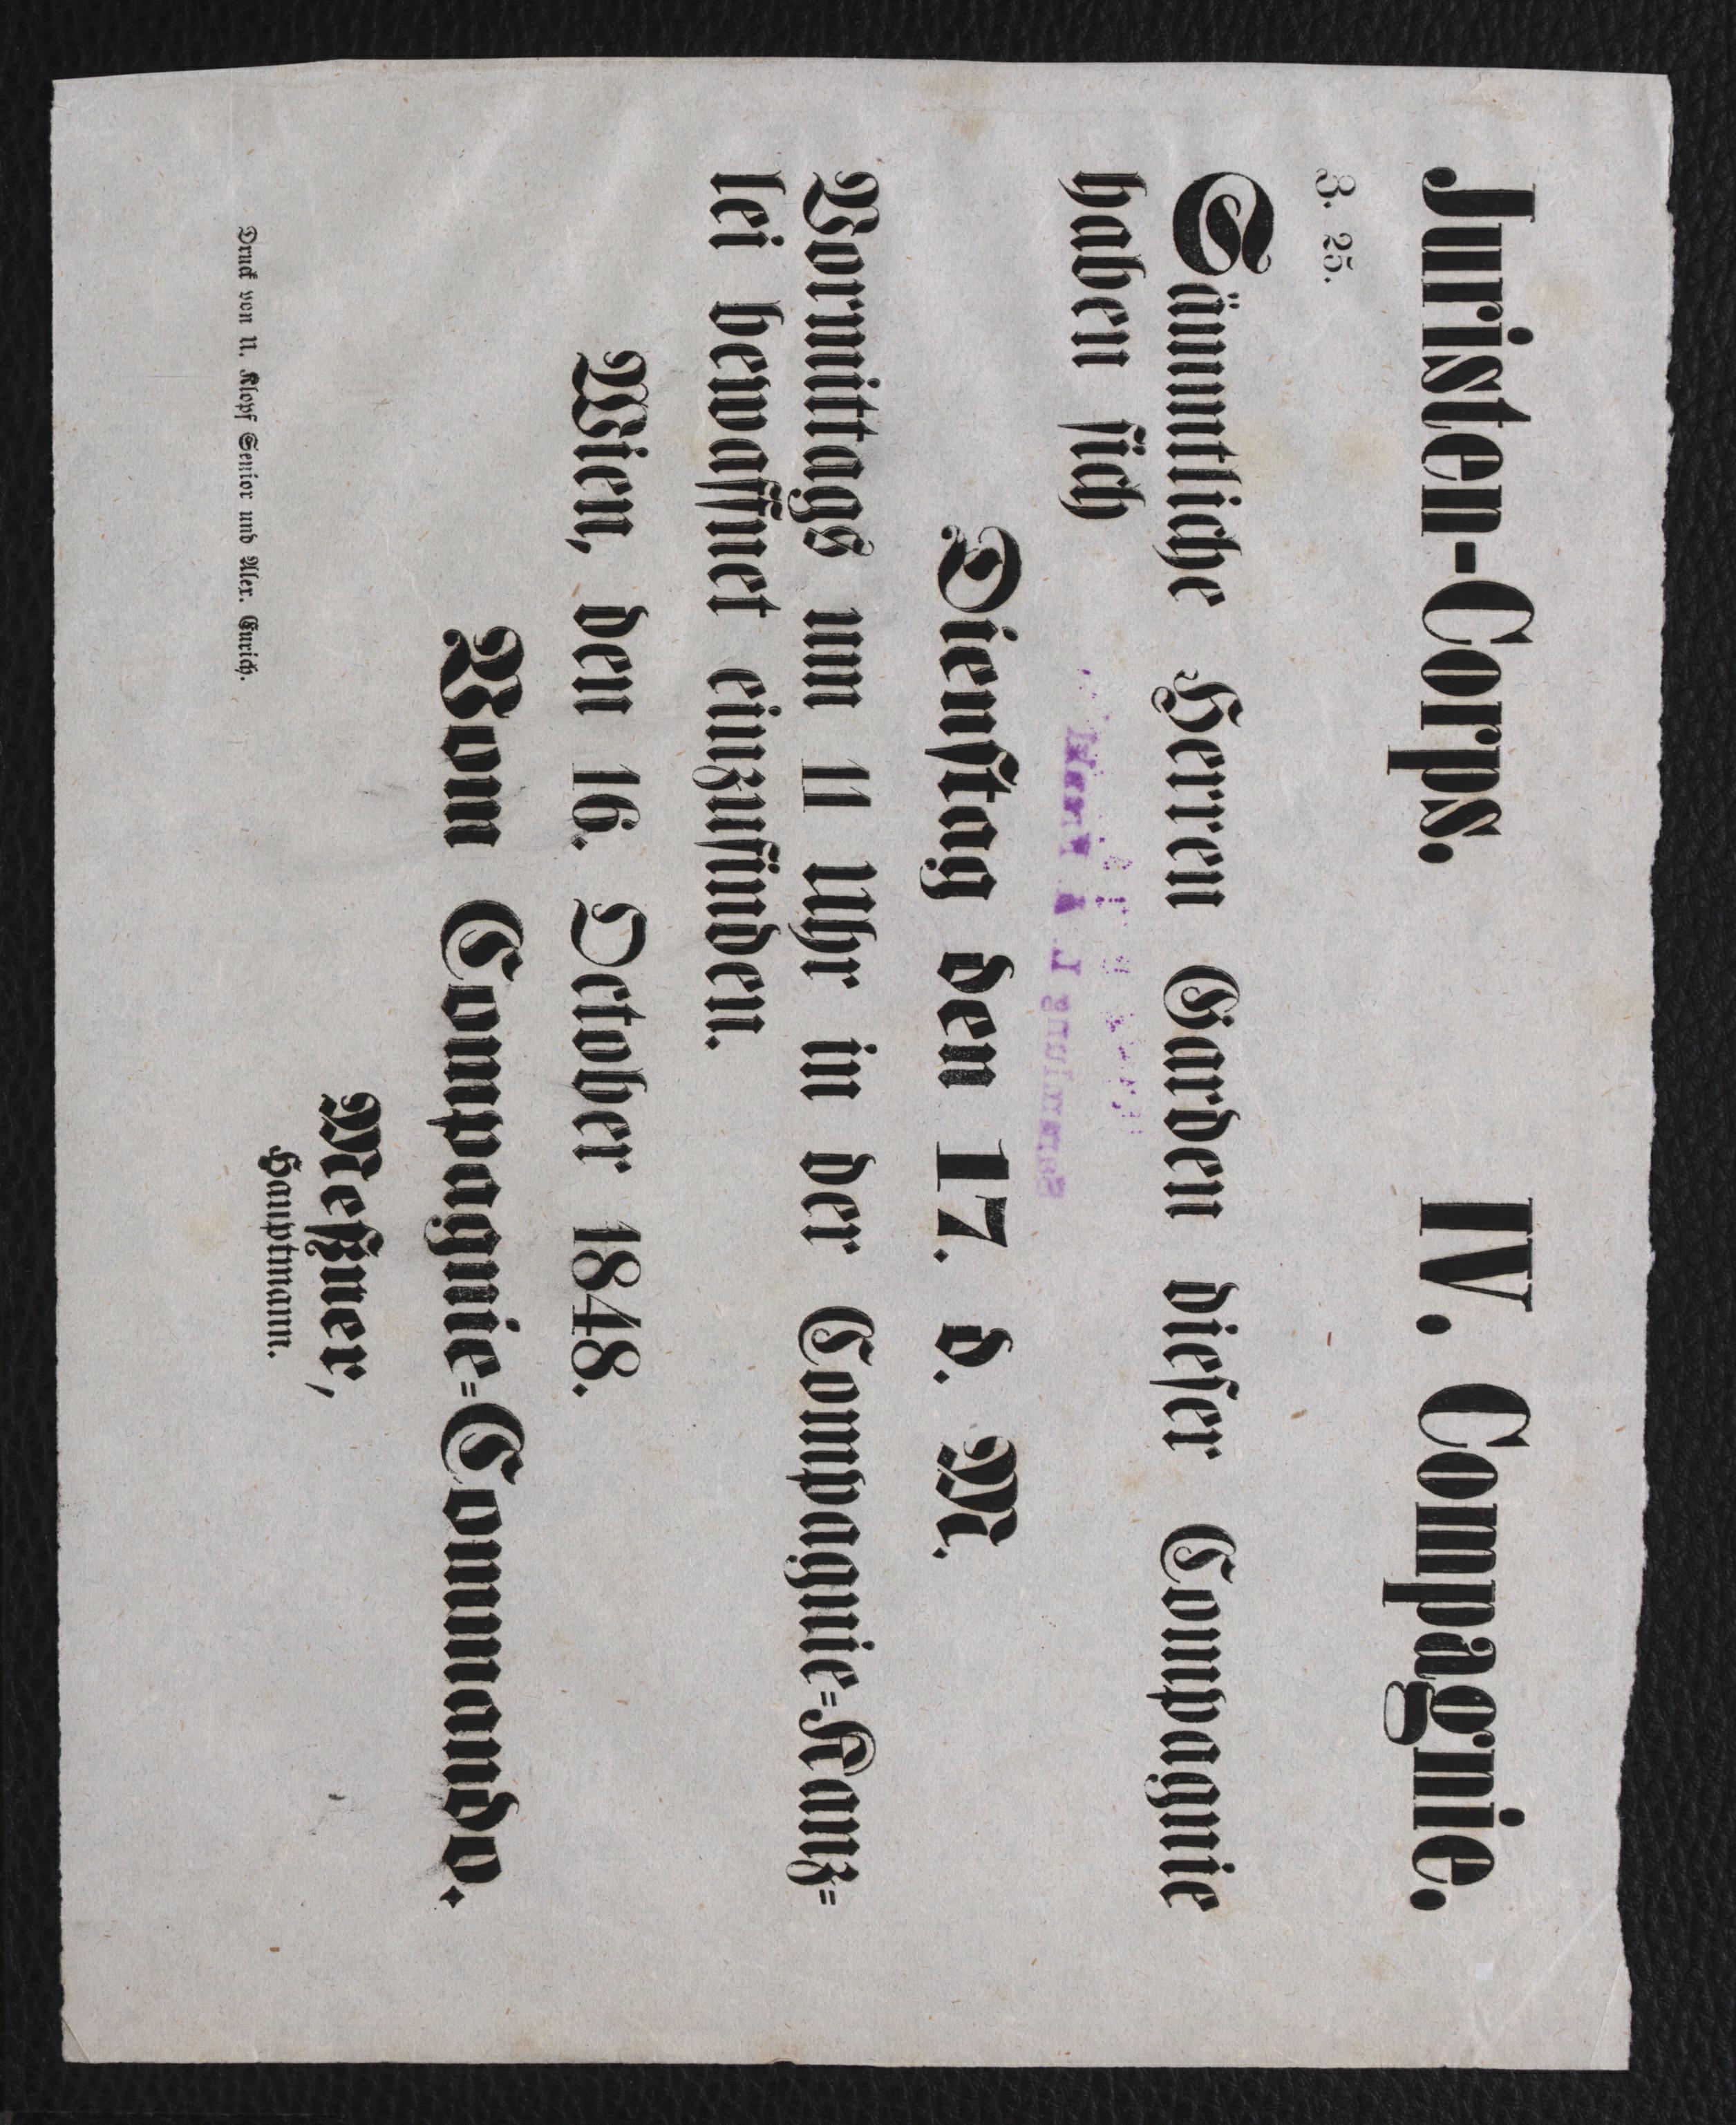 Juristen-Corps. IV. Compagnie.
3. 25.
Sämmtliche Herren Garden dieser Compagnie
haben sich
Dienstag den 17. d. M.
Vormittags um 11 Uhr in der Compagnie=Kanz=
lei bewaffnet einzufinden.
Wien, den 16. October 1848.
Vom Compagnie=Commando.
Meßner,
Hauptmann.
Druck von U. Klopf Senior und Alex. Eurich.